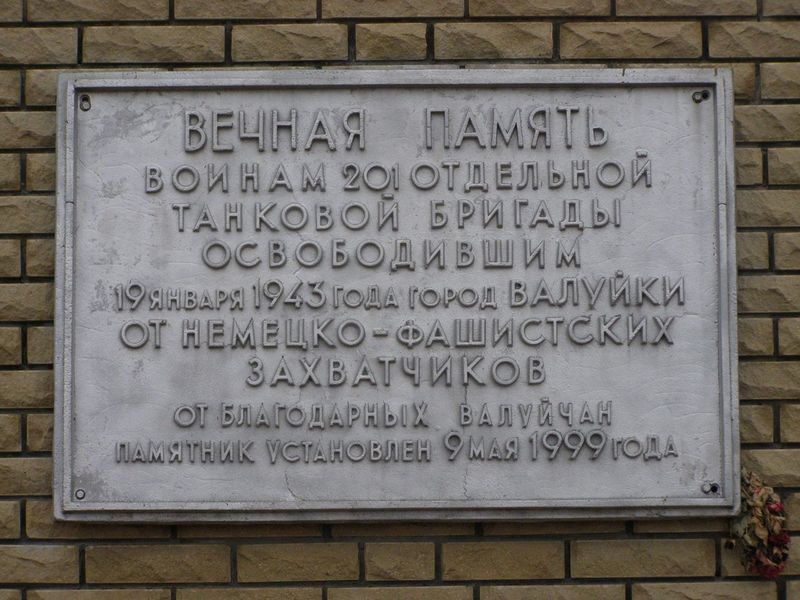 ВЕЧНАЯ ПАМЯТЬ
ВОИНАМ 201 ОТДЕЛЬНОЙ
ТАНКОВОЙ БРИГАДЫ
ОСВОБОДИВШИМ
19 ЯНВАРЯ 1943 ГОДА ГОРОД ВАЛУЙКИ
ОТ НЕМЕЦКО-ФАШИСТСКИХ
ЗАХВАТЧИКОВ
ОТ БЛАГОДАРНЫХ ВАЛУЙЧАН
ПАМЯТНИК УСТАНОВЛЕН 9 МАЯ 1999 ГОДА